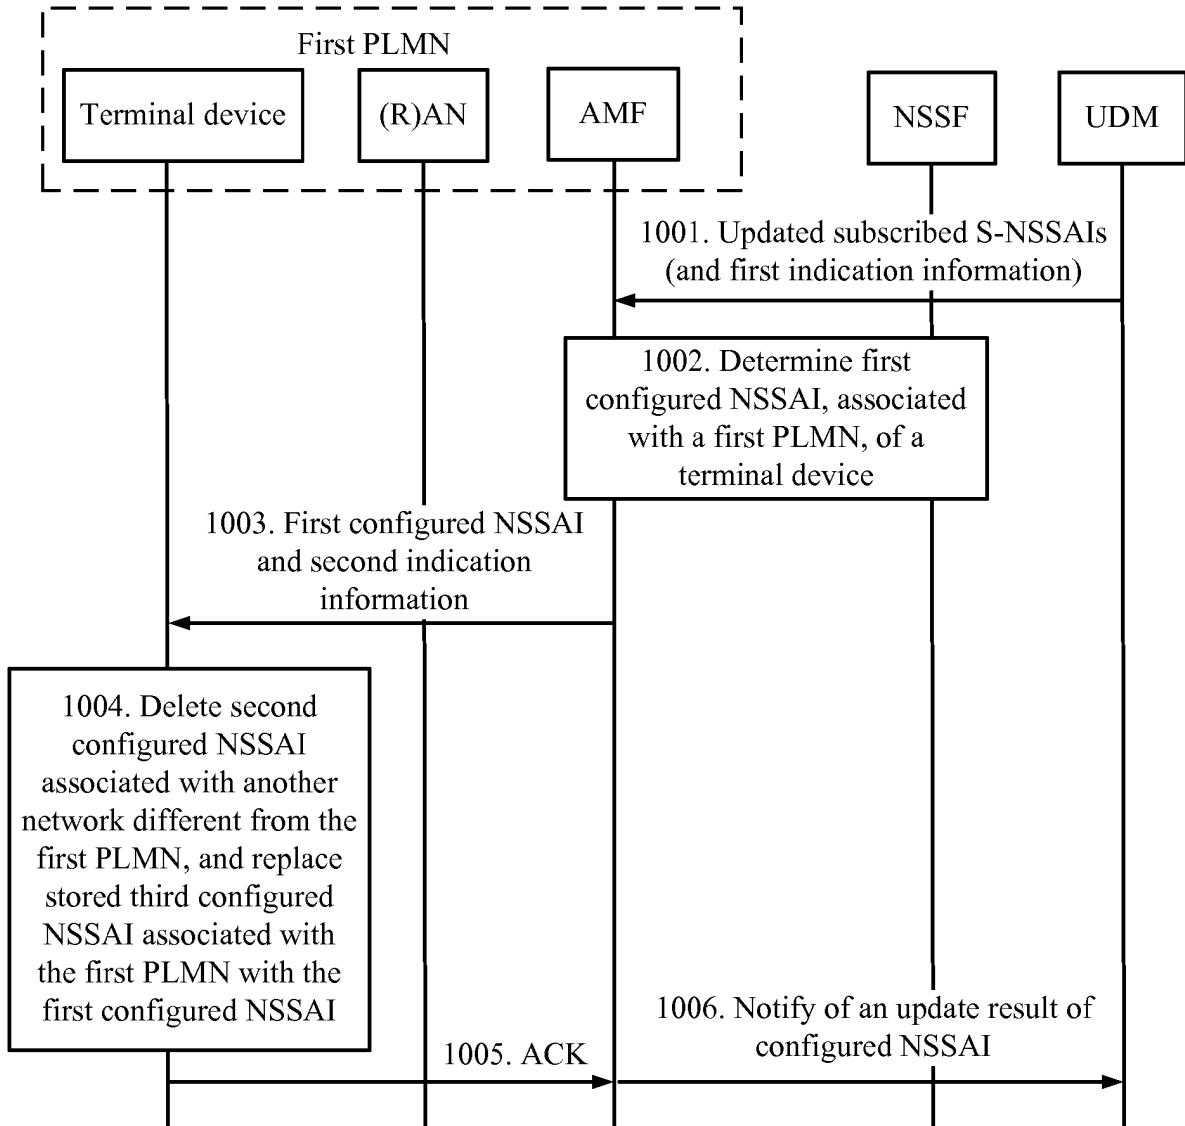 First PLMN
Terminal device
(R)AN
AMF
NSSF
UDM
1001. Updated subscribed S-NSSAIs
(and first indication information)
1002. Determine first
configured NSSAI, associated
with a first PLMN, of a
terminal device
1003. First configured NSSAI
and second indication
information
1004. Delete second
configured NSSAI
associated with another
network different from the
first PLMN, and replace
stored third configured
NSSAI associated with
the first PLMN with the
first configured NSSAI
1005. ACK
1006. Notify of an update result of
configured NSSAI